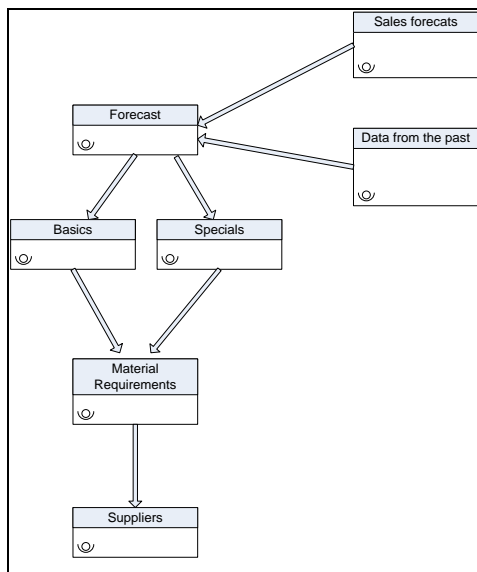 Sales forecats
Forecast
Data from the past
Basics
Specials
Material
Requirements
Suppliers